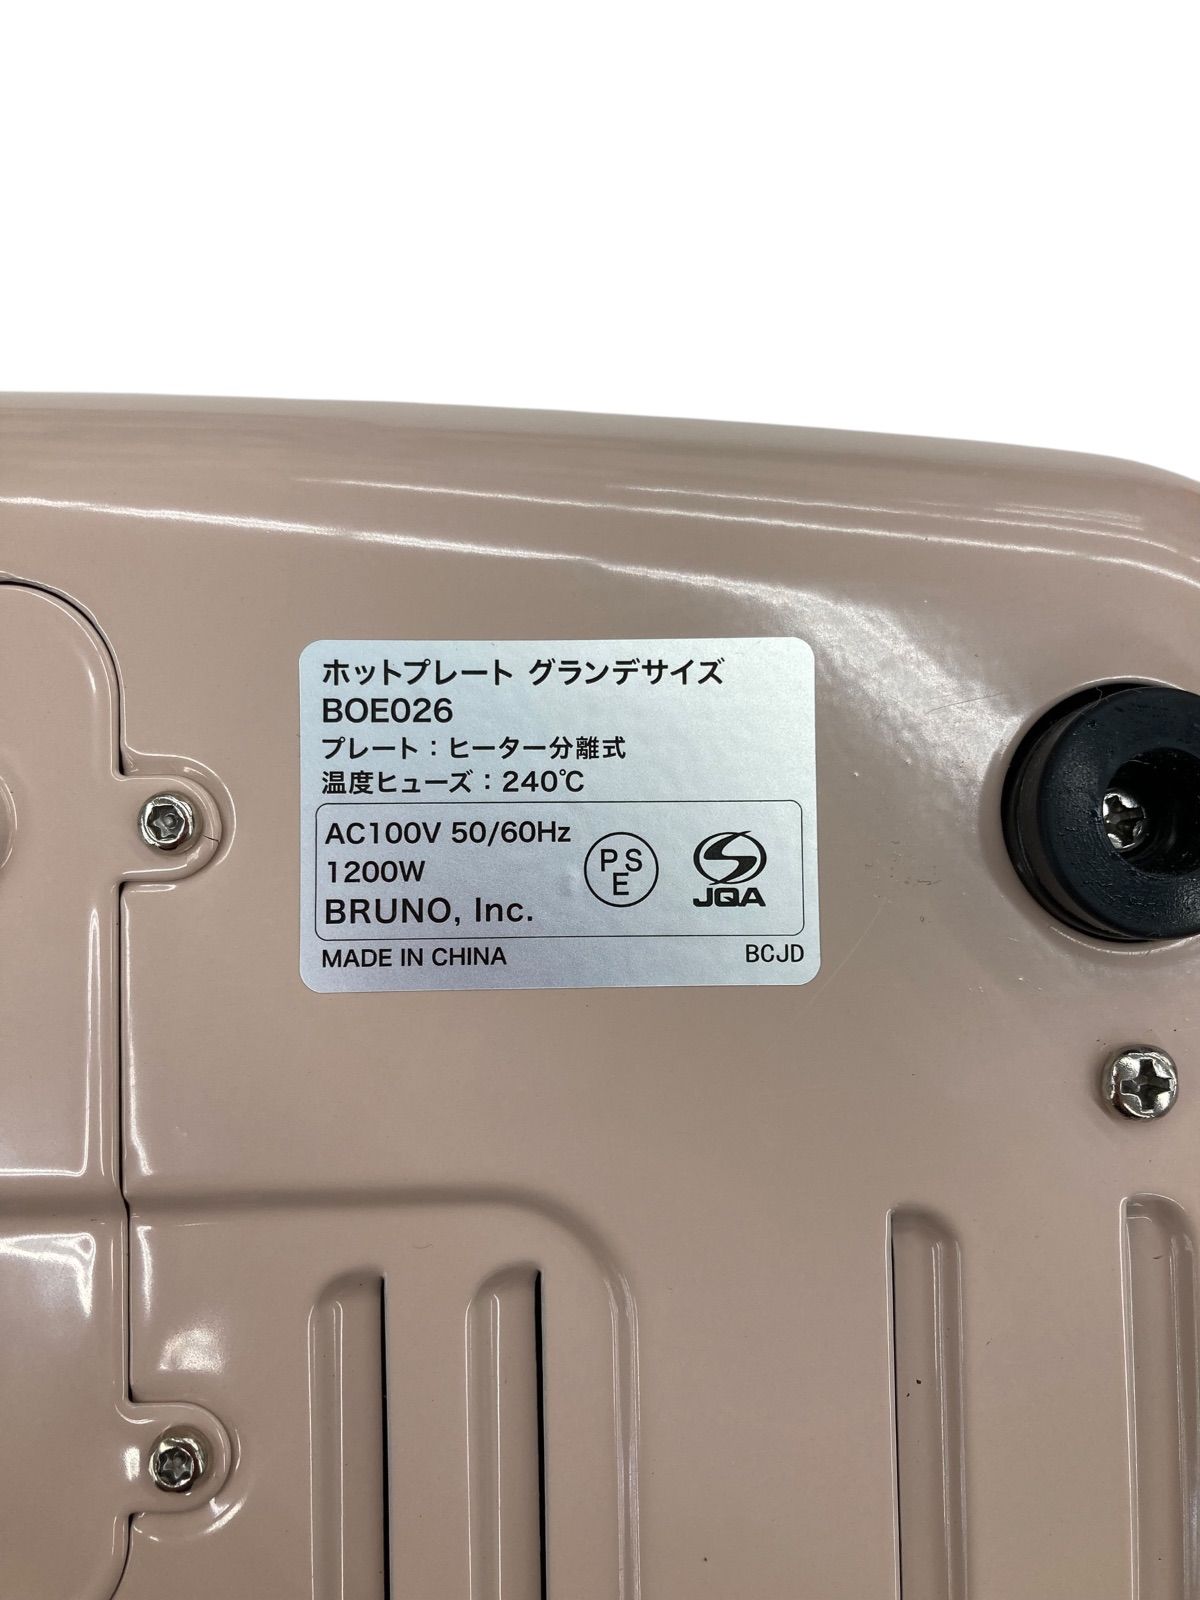 ホットプレート グランデサイズ
BOE026
プレート：ヒーター分離式
温度ヒューズ：240℃
AC100V 50/60Hz
1200W
BRUNO, Inc.
PSE
JQA
MADE IN CHINA BCJD